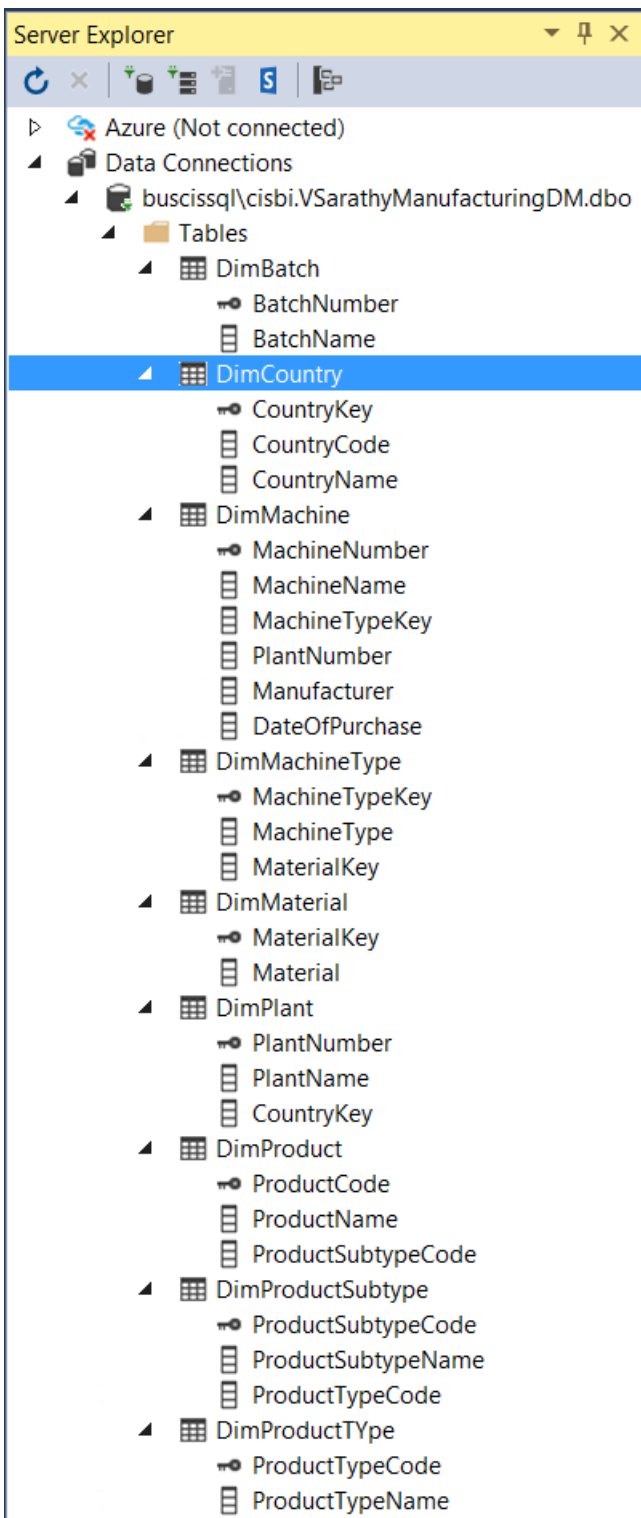 Server Explorer
Azure (Not connected)
Data Connections
buscissql\cisbi.VSarathyManufacturingDM.dbo
Tables
DimBatch
BatchNumber
BatchName
DimCountry
CountryKey
CountryCode
CountryName
DimMachine
MachineNumber
MachineName
MachineTypeKey
PlantNumber
Manufacturer
DateOfPurchase
DimMachineType
MachineTypeKey
MachineType
MaterialKey
DimMaterial
MaterialKey
Material
DimPlant
PlantNumber
PlantName
CountryKey
DimProduct
ProductCode
ProductName
ProductSubtypeCode
DimProductSubtype
ProductSubtypeCode
ProductSubtypeName
ProductTypeCode
DimProductTYpe
ProductTypeCode
ProductTypeName